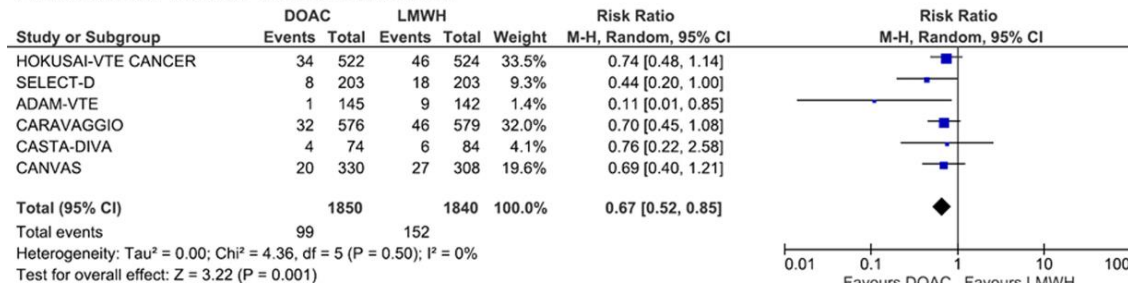 DOAC LMWH Risk Ratio Risk Ratio
Study or Subgroup Events Total Events Total Weight M-H, Random, 95% CI M-H, Random, 95% CI
HOKUSAI-VTE CANCER 34 522 46 524 33.5% 0.74 [0.48, 1.14]
SELECT-D 8 203 18 203 9.3% 0.44 [0.20, 1.00]
ADAM-VTE 1 145 9 142 1.4% 0.11 [0.01, 0.85]
CARAVAGGIO 32 576 46 579 32.0% 0.70 [0.45, 1.08]
CASTA-DIVA 4 74 6 84 4.1% 0.76 [0.22, 2.58]
CANVAS 20 330 27 308 19.6% 0.69 [0.40, 1.21]
Total (95% CI) 1850 1840 100.0% 0.67 [0.52, 0.85]
Total events 99 152
Heterogeneity: Tau² = 0.00; Chi² = 4.36, df = 5 (P = 0.50); I² = 0%
Test for overall effect: Z = 3.22 (P = 0.001)
0.01 0.1 1 10 100
Favours DOAC Favours LMWH